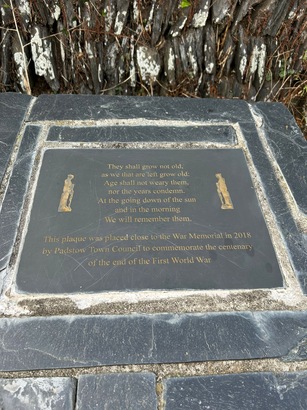 They shall grow not old,
as we that are left grow old,
Age shall not weary them,
nor the years condemn.
At the going down of the sun
and in the morning
We will remember them.
This plaque was placed close to the War Memorial in 2018
by Padstow Town Council to commemorate the centenary
of the end of the First World War.